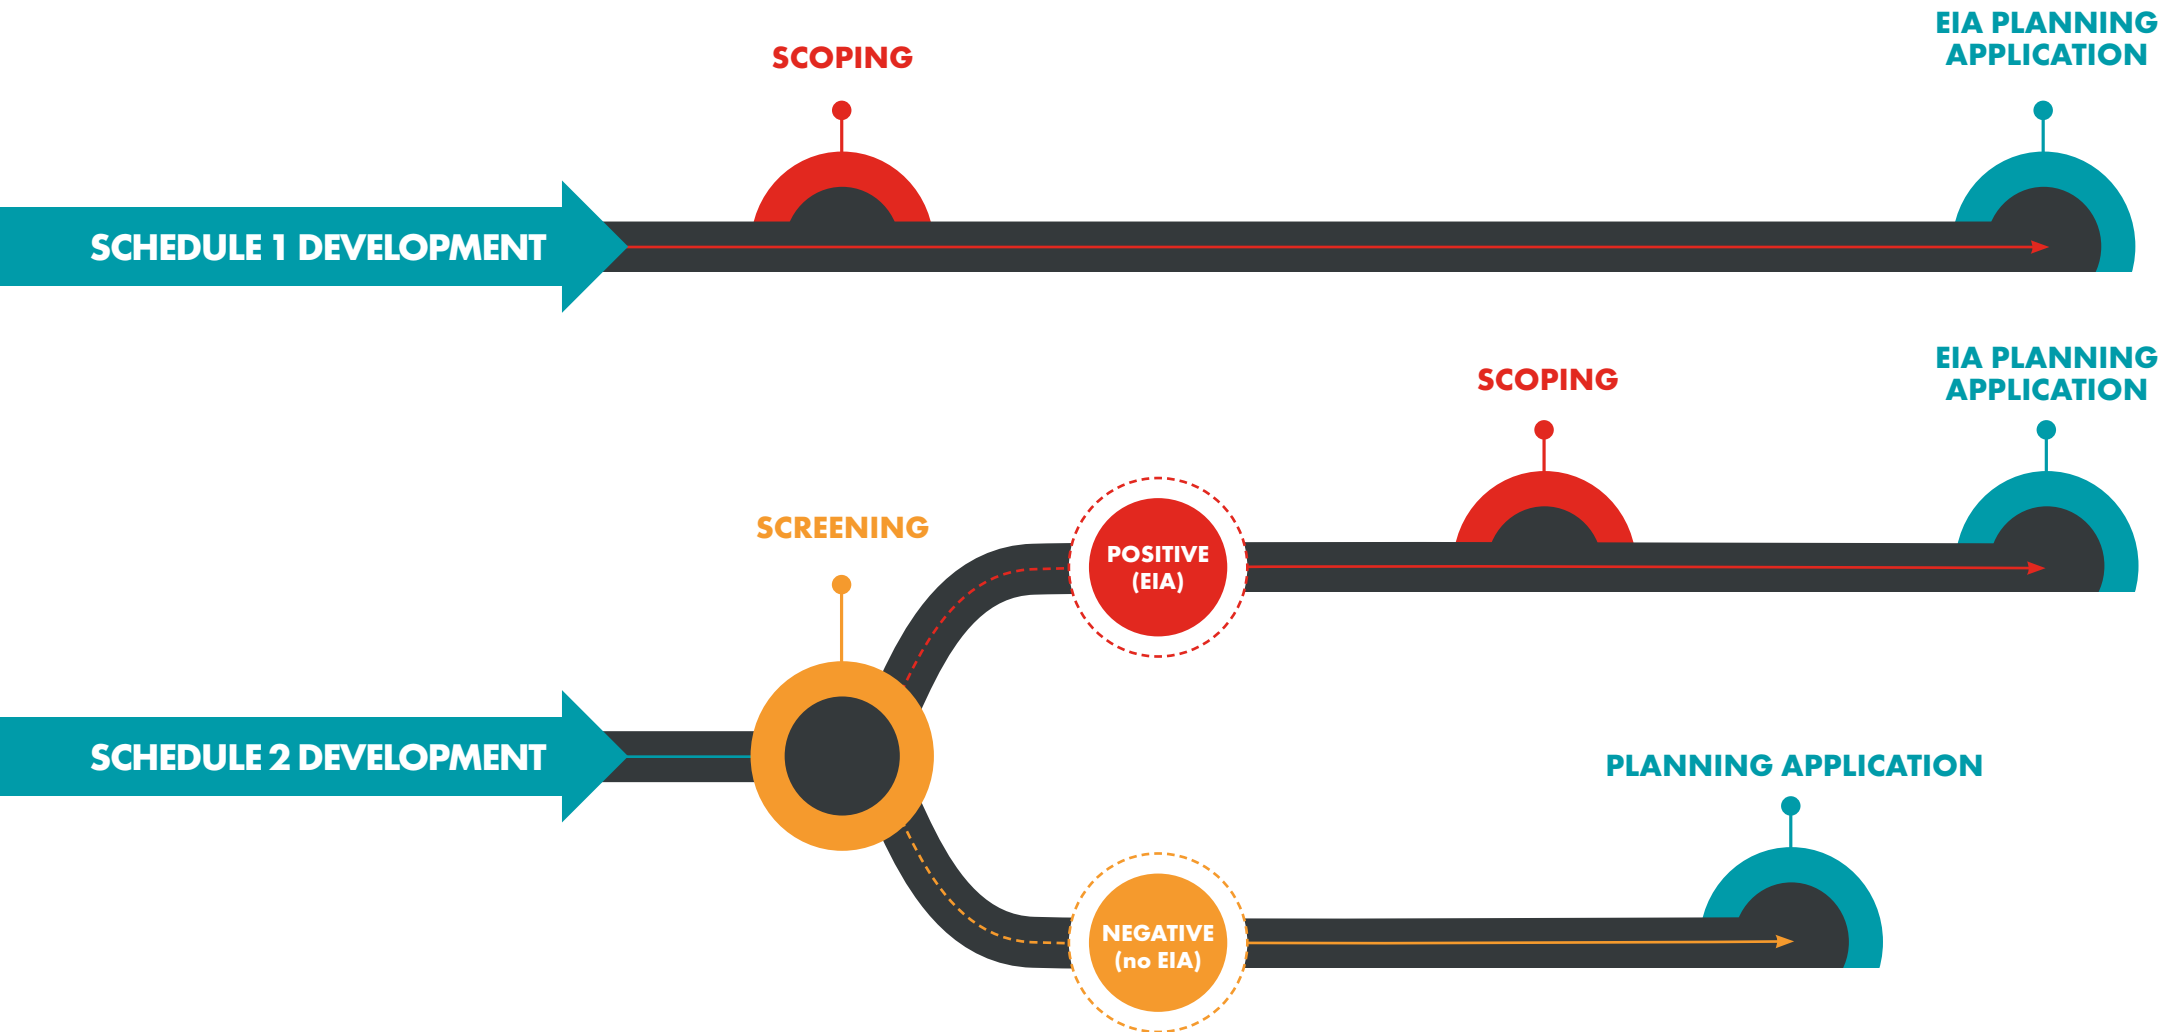 EIA PLANNING
APPLICATION
SCOPING
SCHEDULE 1 DEVELOPMENT
EIA PLANNING
APPLICATION
SCOPING
SCREENING
POSITIVE
(EIA)
SCHEDULE 2 DEVELOPMENT
PLANNING APPLICATION
NEGATIVE
(no EIA)